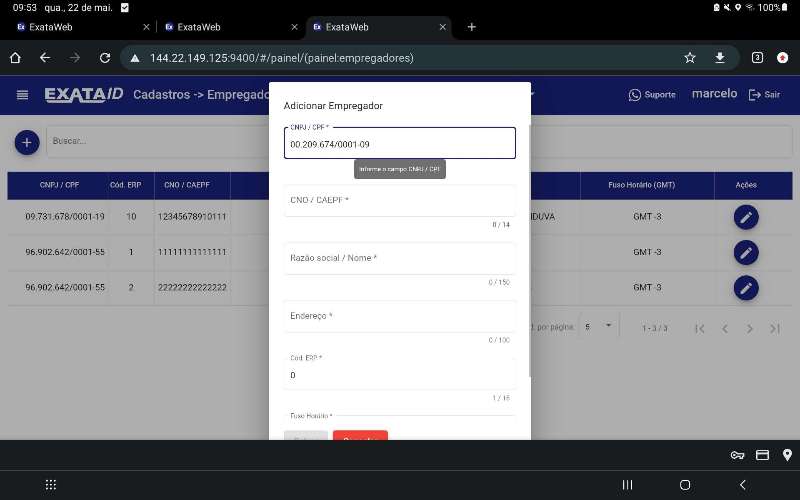 09:53 qua., 22 de mai.
100%
ExataWeb
ExataWeb
ExataWeb
144.22.149.125:9400/#/painel/(painel:empregadores)
3
EXATAID
Cadastros -> Empregado
Suporte
marcelo
Sair
Buscar...
CNPJ / CPF
Cód. ERP
CNO / CAEPF
Fuso Horário (GMT)
Ações
09.731.678/0001-19
10
12345678910111
DUVA
GMT -3
96.902.642/0001-55
1
11111111111111
GMT -3
96.902.642/0001-55
2
22222222222222
GMT -3
. por página:
5
1 - 3 / 3
Adicionar Empregador
CNPJ / CPF *
00.209.674/0001-09
Informe o campo CNPJ / CPF
CNO / CAEPF *
0 / 14
Razão social / Nome *
0 / 150
Endereço *
0 / 100
Cód. ERP *
0
1 / 16
Fuso Horário *